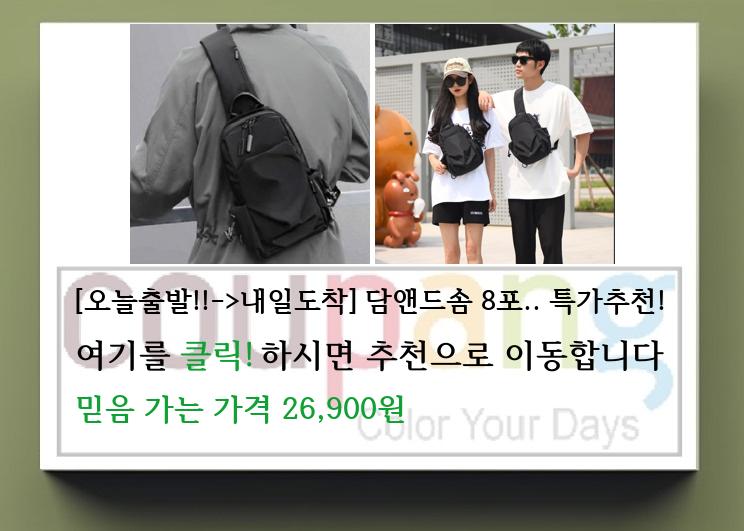 [오늘출발!!->내일도착] 담앤드솜 8포.. 특가추천!
여기를 클릭! 하시면 추천으로 이동합니다
믿음 가는 가격 26,900원
coupang
Color Your Days